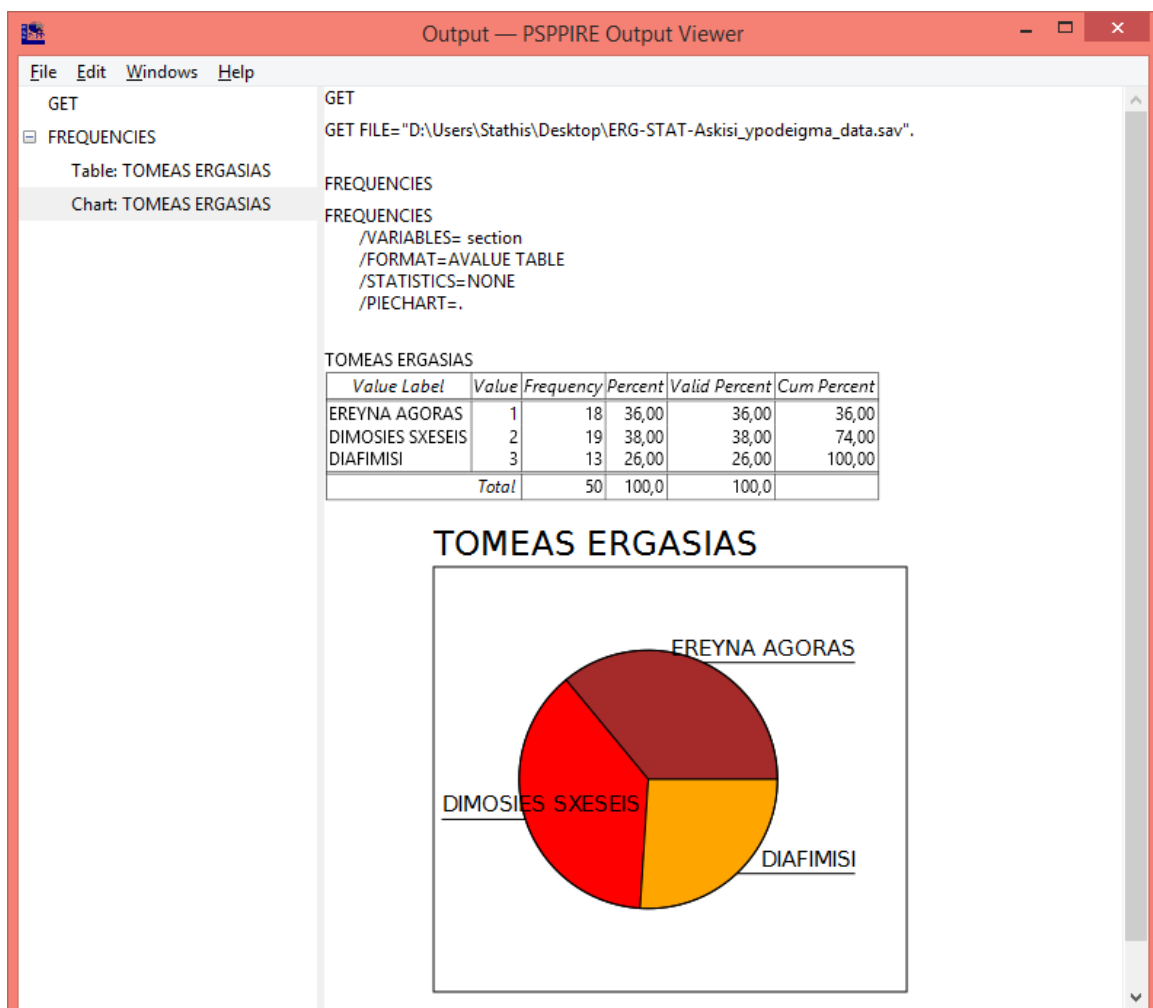 Output — PSPPIRE Output Viewer
File Edit Windows Help
GET
FREQUENCIES
Table: TOMEAS ERGASIAS
Chart: TOMEAS ERGASIAS
GET
GET FILE="D:\Users\Stathis\Desktop\ERG-STAT-Askisi_ypodeigma_data.sav".
FREQUENCIES
FREQUENCIES
/VARIABLES= section
/FORMAT=AVALUE TABLE
/STATISTICS=NONE
/PIECHART=.
TOMEAS ERGASIAS
Value Label Value Frequency Percent Valid Percent Cum Percent
EREYNA AGORAS 1 18 36,00 36,00 36,00
DIMOSIES SXESEIS 2 19 38,00 38,00 74,00
DIAFIMISI 3 13 26,00 26,00 100,00
Total 50 100,0 100,0
TOMEAS ERGASIAS
EREYNA AGORAS
DIMOSIES SXESEIS
DIAFIMISI